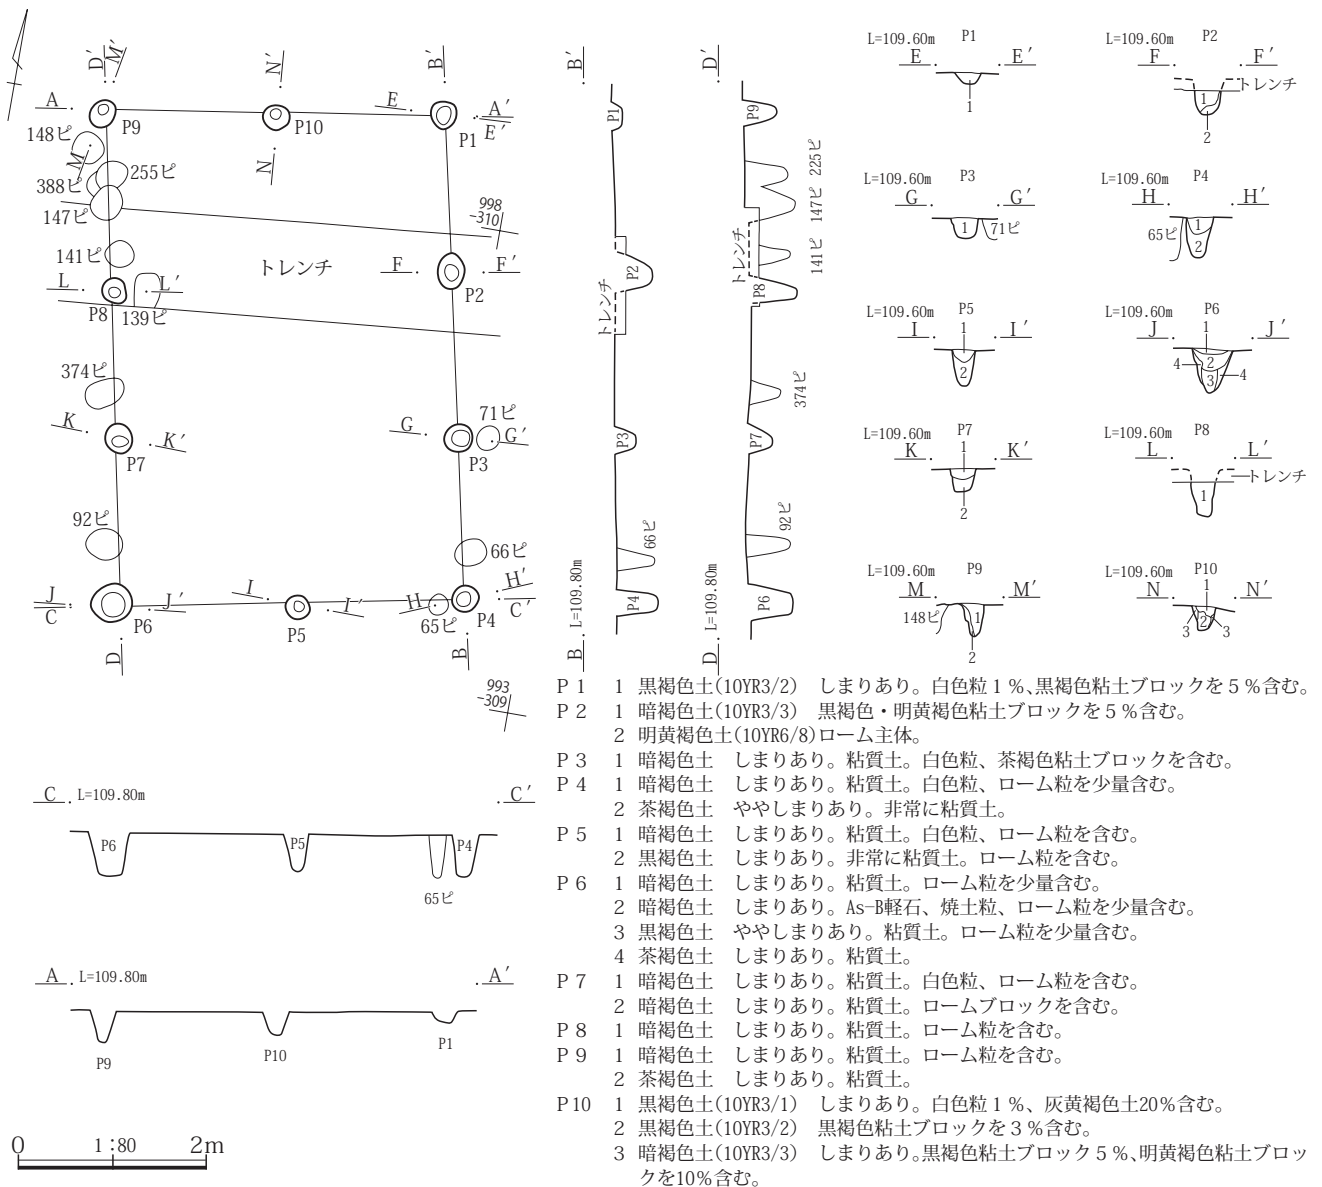 D′
M′
N′
B′
A
P9
P10
E
A′
E′
P1
148ピ
M
N
255ピ
388ピ
147ピ
998
-310
141ピ
トレンチ
F
F′
P2
L
L′
P8
139ピ
374ピ
K
K′
P7
G
71ピ
G′
P3
92ピ
66ピ
J
C
J′
P6
I
I′
P5
H
H′
C′
65ピ
P4
D
B
993
-309
B′
P1
P2
トレンチ
P3
66ピ
P4
B L=109.80m
D′
P9
225ピ
147ピ
トレンチ
141ピ
P8
374ピ
P7
92ピ
P6
D L=109.80m
L=109.60m P1
E E′
1
L=109.60m P2
F F′
トレンチ
1
2
L=109.60m P3
G G′
1 71ピ
L=109.60m P4
H H′
65ピ 1
2
L=109.60m P5
I 1 I′
2
L=109.60m P6
J 1 J′
4 2
3 4
L=109.60m P7
K 1 K′
2
L=109.60m P8
L L′
トレンチ
1
L=109.60m P9
M M′
148ピ 1
2
L=109.60m P10
N 1 N′
2
3 3
C L=109.80m C′
P6 P5 P4
65ピ
A L=109.80m A′
P9 P10 P1
0 1:80 2m
P 1 1 黒褐色土(10YR3/2) しまりあり。白色粒1%、黒褐色粘土ブロックを5%含む。
P 2 1 暗褐色土(10YR3/3) 黒褐色・明黄褐色粘土ブロックを5%含む。
2 明黄褐色土(10YR6/8)ローム主体。
P 3 1 暗褐色土 しまりあり。粘質土。白色粒、茶褐色粘土ブロックを含む。
P 4 1 暗褐色土 しまりあり。粘質土。白色粒、ローム粒を少量含む。
2 茶褐色土 ややしまりあり。非常に粘質土。
P 5 1 暗褐色土 しまりあり。粘質土。白色粒、ローム粒を含む。
2 黒褐色土 しまりあり。非常に粘質土。ローム粒を含む。
P 6 1 暗褐色土 しまりあり。粘質土。ローム粒を少量含む。
2 暗褐色土 しまりあり。As-B軽石、焼土粒、ローム粒を少量含む。
3 黒褐色土 ややしまりあり。粘質土。ローム粒を少量含む。
4 茶褐色土 しまりあり。粘質土。
P 7 1 暗褐色土 しまりあり。粘質土。白色粒、ローム粒を含む。
2 暗褐色土 しまりあり。粘質土。ロームブロックを含む。
P 8 1 暗褐色土 しまりあり。粘質土。ローム粒を含む。
P 9 1 暗褐色土 しまりあり。粘質土。ローム粒を含む。
2 茶褐色土 しまりあり。粘質土。
P10 1 黒褐色土(10YR3/1) しまりあり。白色粒1%、灰黄褐色土20%含む。
2 黒褐色土(10YR3/2) 黒褐色粘土ブロックを3%含む。
3 暗褐色土(10YR3/3) しまりあり。黒褐色粘土ブロック5%、明黄褐色粘土ブロッ
クを10%含む。